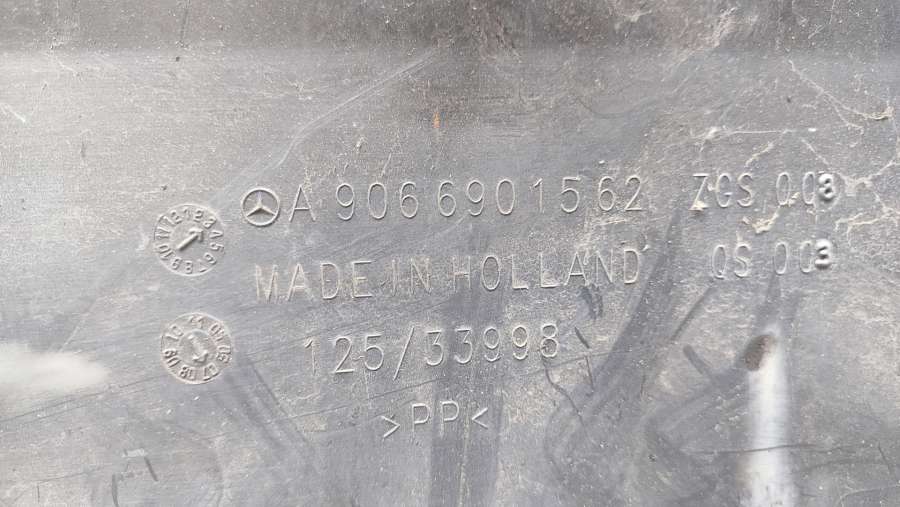 A 906 690 15 62 ZGS 003
MADE IN HOLLAND QS 003
125/33998
>PP<